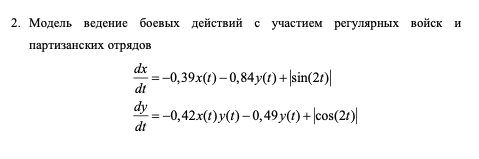 2. Модель ведение боевых действий с участием регулярных войск и
партизанских отрядов
dx/dt = −0,39x(t) − 0,84y(t) + |sin(2t)|
dy/dt = −0,42x(t)y(t) − 0,49y(t) + |cos(2t)|